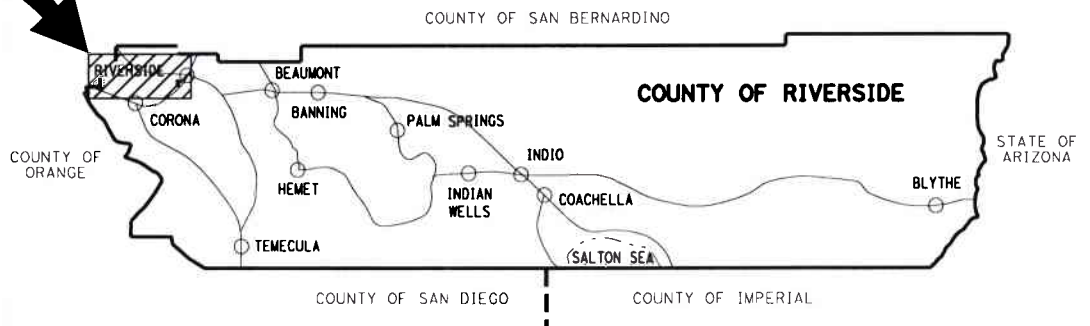 COUNTY OF SAN BERNARDINO
RIVERSIDE
BEAUMONT
COUNTY OF RIVERSIDE
CORONA
BANNING
PALM SPRINGS
STATE OF
ARIZONA
COUNTY OF
ORANGE
INDIO
HEMET
INDIAN
WELLS
COACHELLA
BLYTHE
TEMECULA
SALTON SEA
COUNTY OF SAN DIEGO
COUNTY OF IMPERIAL